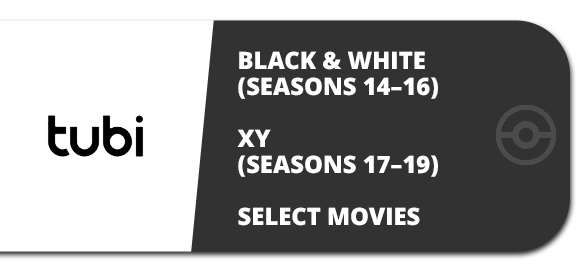 tubi
BLACK & WHITE
(SEASONS 14–16)
XY
(SEASONS 17–19)
SELECT MOVIES